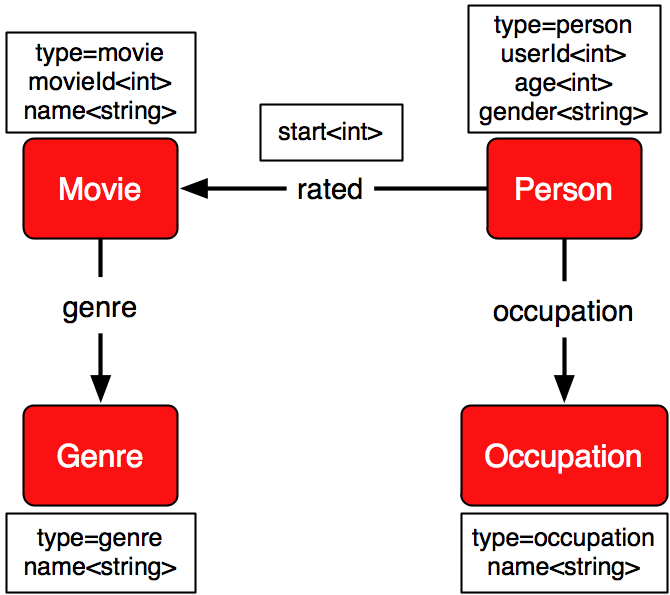 type=movie
movieId<int>
name<string>
Movie
type=person
userId<int>
age<int>
gender<string>
Person
start<int>
rated
genre
occupation
Genre
type=genre
name<string>
Occupation
type=occupation
name<string>